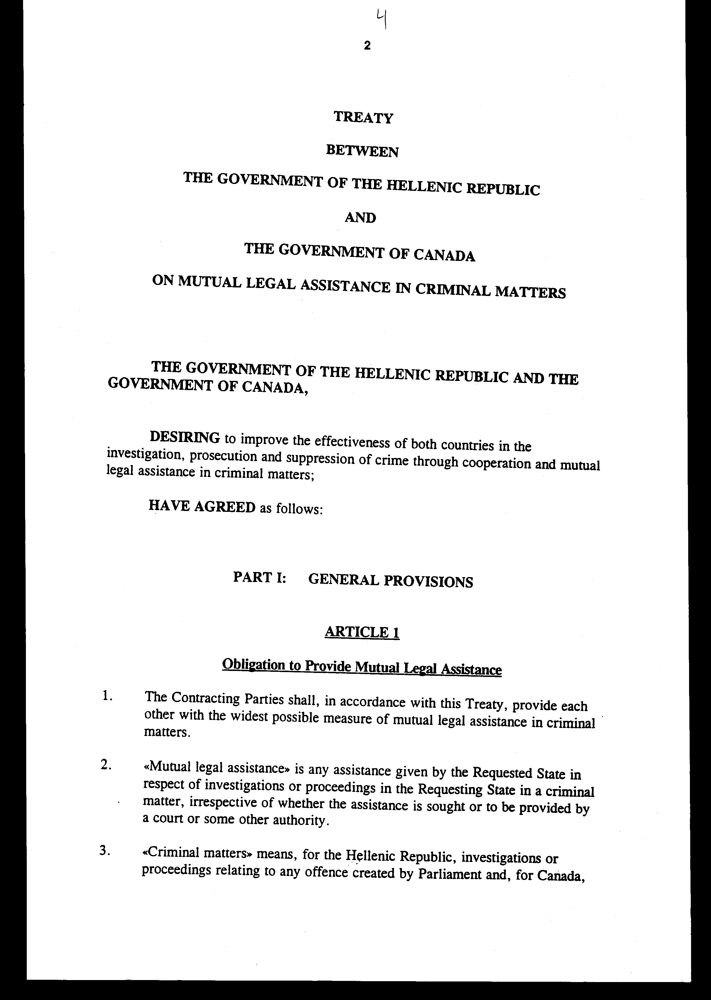 4
2
TREATY
BETWEEN
THE GOVERNMENT OF THE HELLENIC REPUBLIC
AND
THE GOVERNMENT OF CANADA
ON MUTUAL LEGAL ASSISTANCE IN CRIMINAL MATTERS
THE GOVERNMENT OF THE HELLENIC REPUBLIC AND THE
GOVERNMENT OF CANADA,
DESIRING to improve the effectiveness of both countries in the
investigation, prosecution and suppression of crime through cooperation and mutual
legal assistance in criminal matters;
HAVE AGREED as follows:
PART I: GENERAL PROVISIONS
ARTICLE 1
Obligation to Provide Mutual Legal Assistance
1. The Contracting Parties shall, in accordance with this Treaty, provide each
other with the widest possible measure of mutual legal assistance in criminal
matters.
2. «Mutual legal assistance» is any assistance given by the Requested State in
respect of investigations or proceedings in the Requesting State in a criminal
matter, irrespective of whether the assistance is sought or to be provided by
a court or some other authority.
3. «Criminal matters» means, for the Hellenic Republic, investigations or
proceedings relating to any offence created by Parliament and, for Canada,